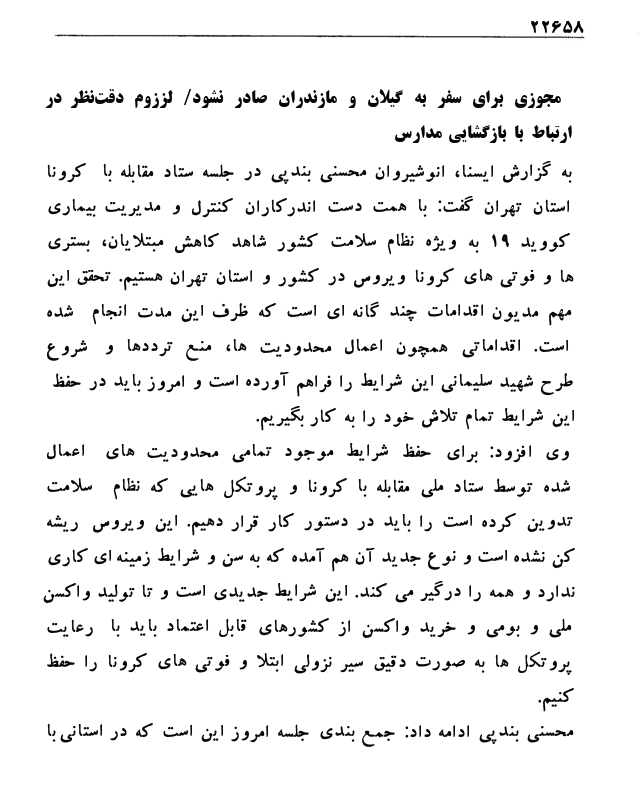 ۲۲۶۵۸
مجوزی برای سفر به گیلان و مازندران صادر نشود/ لززوم دقت‌نظر در
ارتباط با بازگشایی مدارس
به گزارش ایسنا، انوشیروان محسنی بندپی در جلسه ستاد مقابله با کرونا
استان تهران گفت: با همت دست اندرکاران کنترل و مدیریت بیماری
کووید ۱۹ به ویژه نظام سلامت کشور شاهد کاهش مبتلایان، بستری
ها و فوتی های کرونا ویروس در کشور و استان تهران هستیم. تحقق این
مهم مدیون اقدامات چند گانه ای است که ظرف این مدت انجام شده
است. اقداماتی همچون اعمال محدودیت ها، منع ترددها و شروع
طرح شهید سلیمانی این شرایط را فراهم آورده است و امروز باید در حفظ
این شرایط تمام تلاش خود را به کار بگیریم.
وی افزود: برای حفظ شرایط موجود تمامی محدودیت های اعمال
شده توسط ستاد ملی مقابله با کرونا و پروتکل هایی که نظام سلامت
تدوین کرده است را باید در دستور کار قرار دهیم. این ویروس ریشه
کن نشده است و نوع جدید آن هم آمده که به سن و شرایط زمینه ای کاری
ندارد و همه را درگیر می کند. این شرایط جدیدی است و تا تولید واکسن
ملی و بومی و خرید واکسن از کشورهای قابل اعتماد باید با رعایت
پروتکل ها به صورت دقیق سیر نزولی ابتلا و فوتی های کرونا را حفظ
کنیم.
محسنی بندپی ادامه داد: جمع بندی جلسه امروز این است که در استانی با